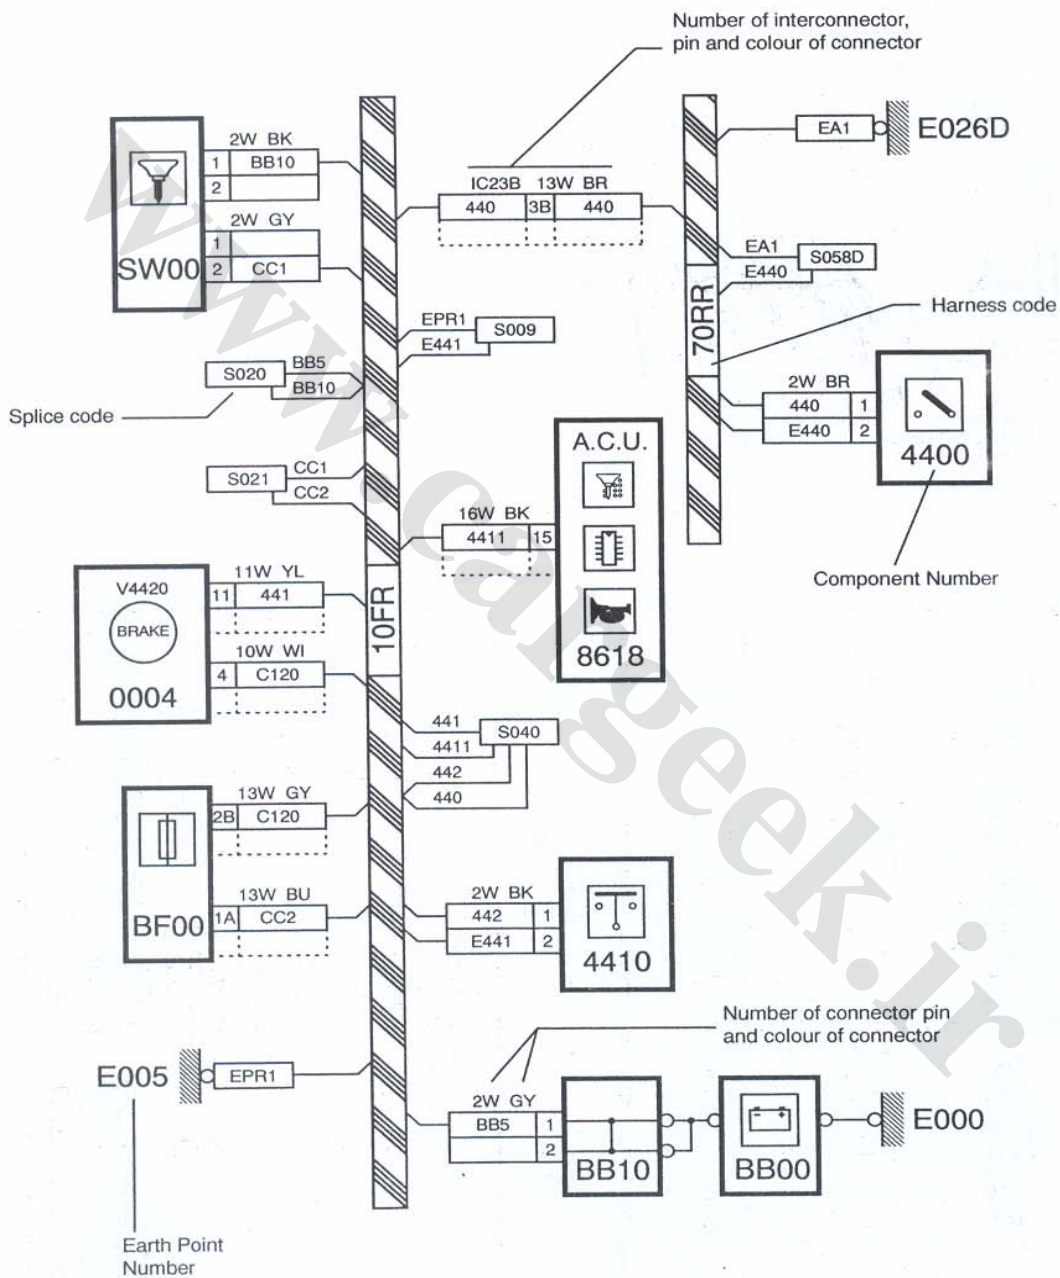 Number of interconnector,
pin and colour of connector
2W BK
1 BB10
2
2W GY
1
2 CC1
SW00
IC23B 13W BR
440 3B 440
EA1
E026D
EA1
E440
S058D
70RR
Harness code
EPR1
E441
S009
S020
BB5
BB10
Splice code
2W BR
440 1
E440 2
4400
Component Number
S021
CC1
CC2
A.C.U.
16W BK
4411 15
8618
V4420
BRAKE
0004
11W YL
11 441
10W WI
4 C120
10FR
441
4411
442
440
S040
13W GY
2B C120
13W BU
1A CC2
BF00
2W BK
442 1
E441 2
4410
Number of connector pin
and colour of connector
E005
EPR1
2W GY
BB5 1
2
BB10
BB00
E000
Earth Point
Number
www.cargeek.ir